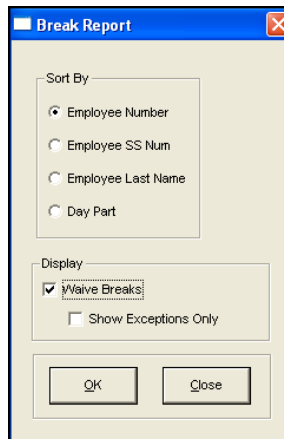 Break Report
Sort By
Employee Number
Employee SS Num
Employee Last Name
Day Part
Display
Waive Breaks
Show Exceptions Only
OK Close